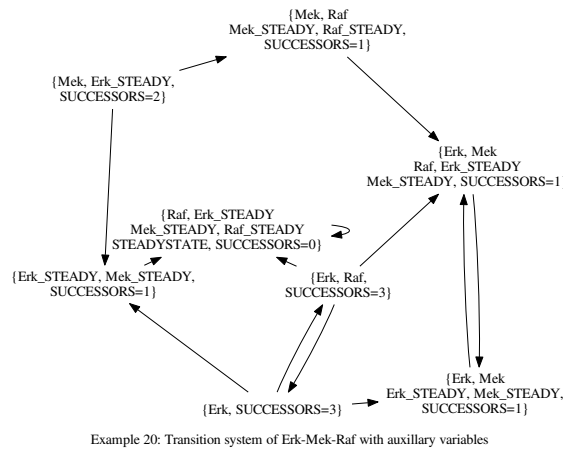 {Mek, Raf
Mek_STEADY, Raf_STEADY,
SUCCESSORS=1}
{Mek, Erk_STEADY,
SUCCESSORS=2}
{Erk, Mek
Raf, Erk_STEADY
Mek_STEADY, SUCCESSORS=1}
{Raf, Erk_STEADY
Mek_STEADY, Raf_STEADY
STEADYSTATE, SUCCESSORS=0}
{Erk_STEADY, Mek_STEADY,
SUCCESSORS=1}
{Erk, Raf,
SUCCESSORS=3}
{Erk, Mek
Erk_STEADY, Mek_STEADY,
SUCCESSORS=1}
{Erk, SUCCESSORS=3}
Example 20: Transition system of Erk-Mek-Raf with auxillary variables